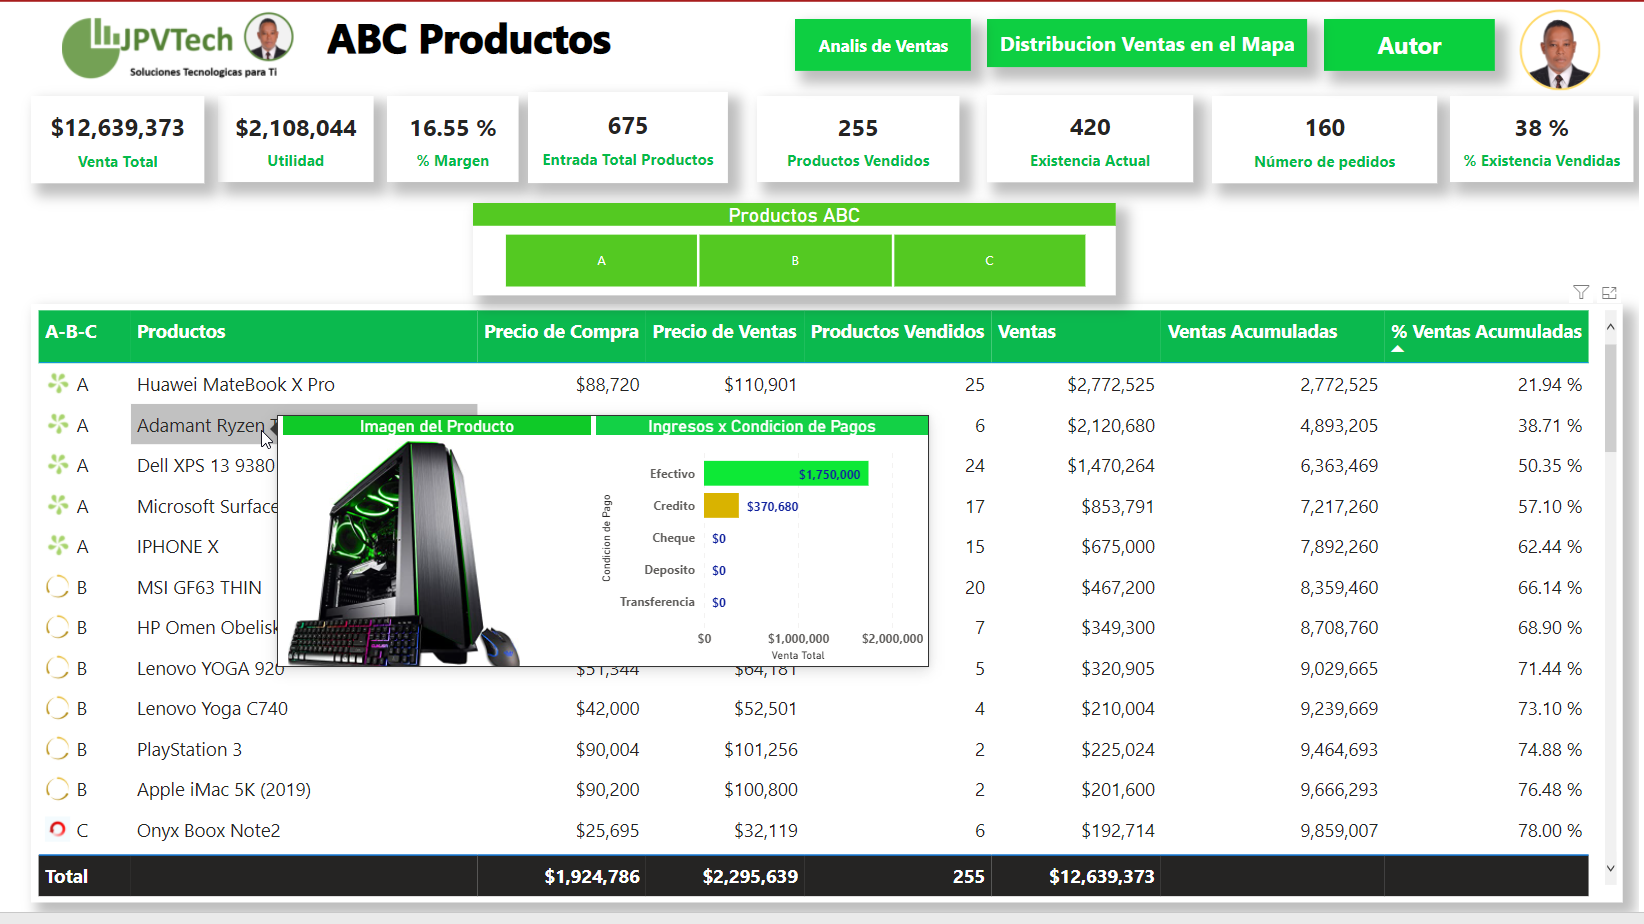 JPVTech
Soluciones Tecnologicas para Ti
ABC Productos
Analis de Ventas
Distribucion Ventas en el Mapa
Autor
$12,639,373
Venta Total
$2,108,044
Utilidad
16.55 %
% Margen
675
Entrada Total Productos
255
Productos Vendidos
420
Existencia Actual
160
Número de pedidos
38 %
% Existencia Vendidas
Productos ABC
A B C
A-B-C Productos Precio de Compra Precio de Ventas Productos Vendidos Ventas Ventas Acumuladas % Ventas Acumuladas
A Huawei MateBook X Pro $88,720 $110,901 25 $2,772,525 2,772,525 21.94 %
A Adamant Ryzen 6 $2,120,680 4,893,205 38.71 %
A Dell XPS 13 9380 24 $1,470,264 6,363,469 50.35 %
A Microsoft Surface 17 $853,791 7,217,260 57.10 %
A IPHONE X 15 $675,000 7,892,260 62.44 %
B MSI GF63 THIN 20 $467,200 8,359,460 66.14 %
B HP Omen Obelisk 7 $349,300 8,708,760 68.90 %
B Lenovo YOGA 920 $51,344 $64,181 5 $320,905 9,029,665 71.44 %
B Lenovo Yoga C740 $42,000 $52,501 4 $210,004 9,239,669 73.10 %
B PlayStation 3 $90,004 $101,256 2 $225,024 9,464,693 74.88 %
B Apple iMac 5K (2019) $90,200 $100,800 2 $201,600 9,666,293 76.48 %
C Onyx Boox Note2 $25,695 $32,119 6 $192,714 9,859,007 78.00 %
Total $1,924,786 $2,295,639 255 $12,639,373
Imagen del Producto
Ingresos x Condicion de Pagos
Condicion de Pago
Efectivo $1,750,000
Credito $370,680
Cheque $0
Deposito $0
Transferencia $0
$0 $1,000,000 $2,000,000
Venta Total